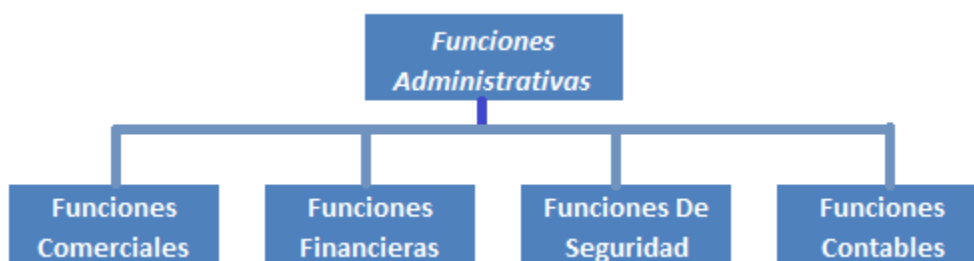 Funciones
Administrativas
Funciones
Comerciales
Funciones
Financieras
Funciones De
Seguridad
Funciones
Contables